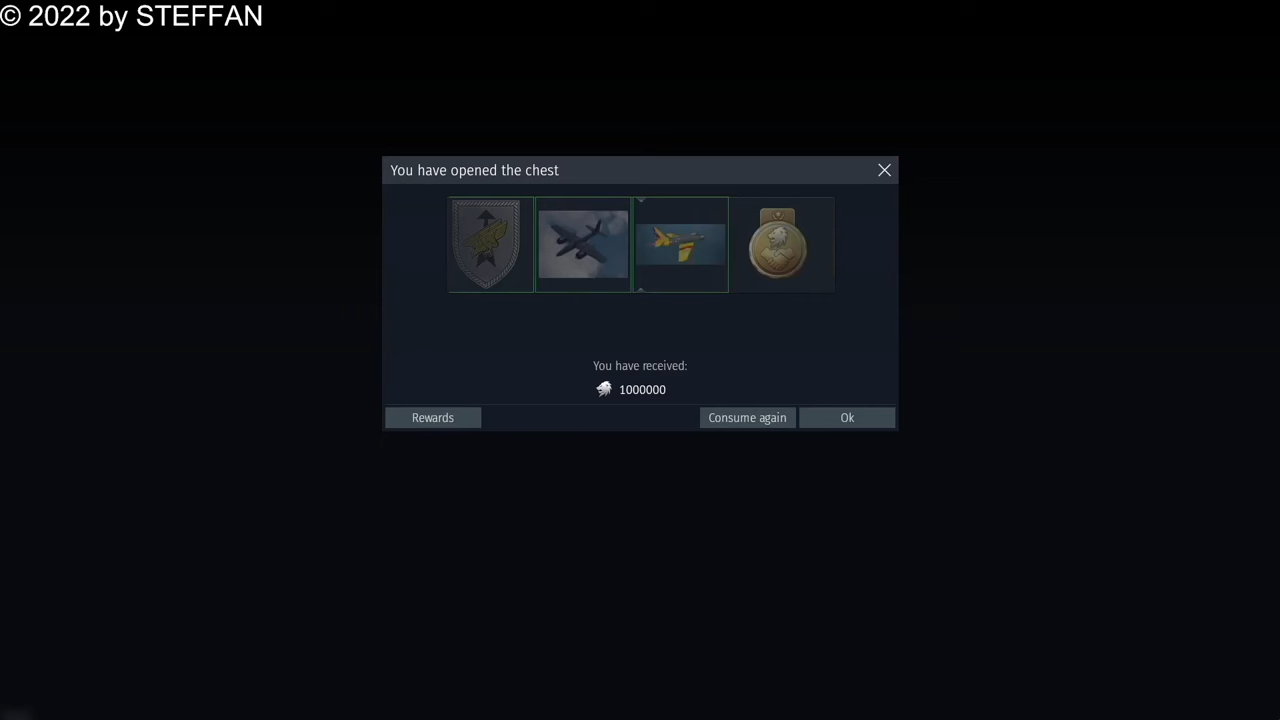 © 2022 by STEFFAN
You have opened the chest
You have received:
1000000
Rewards
Consume again
Ok